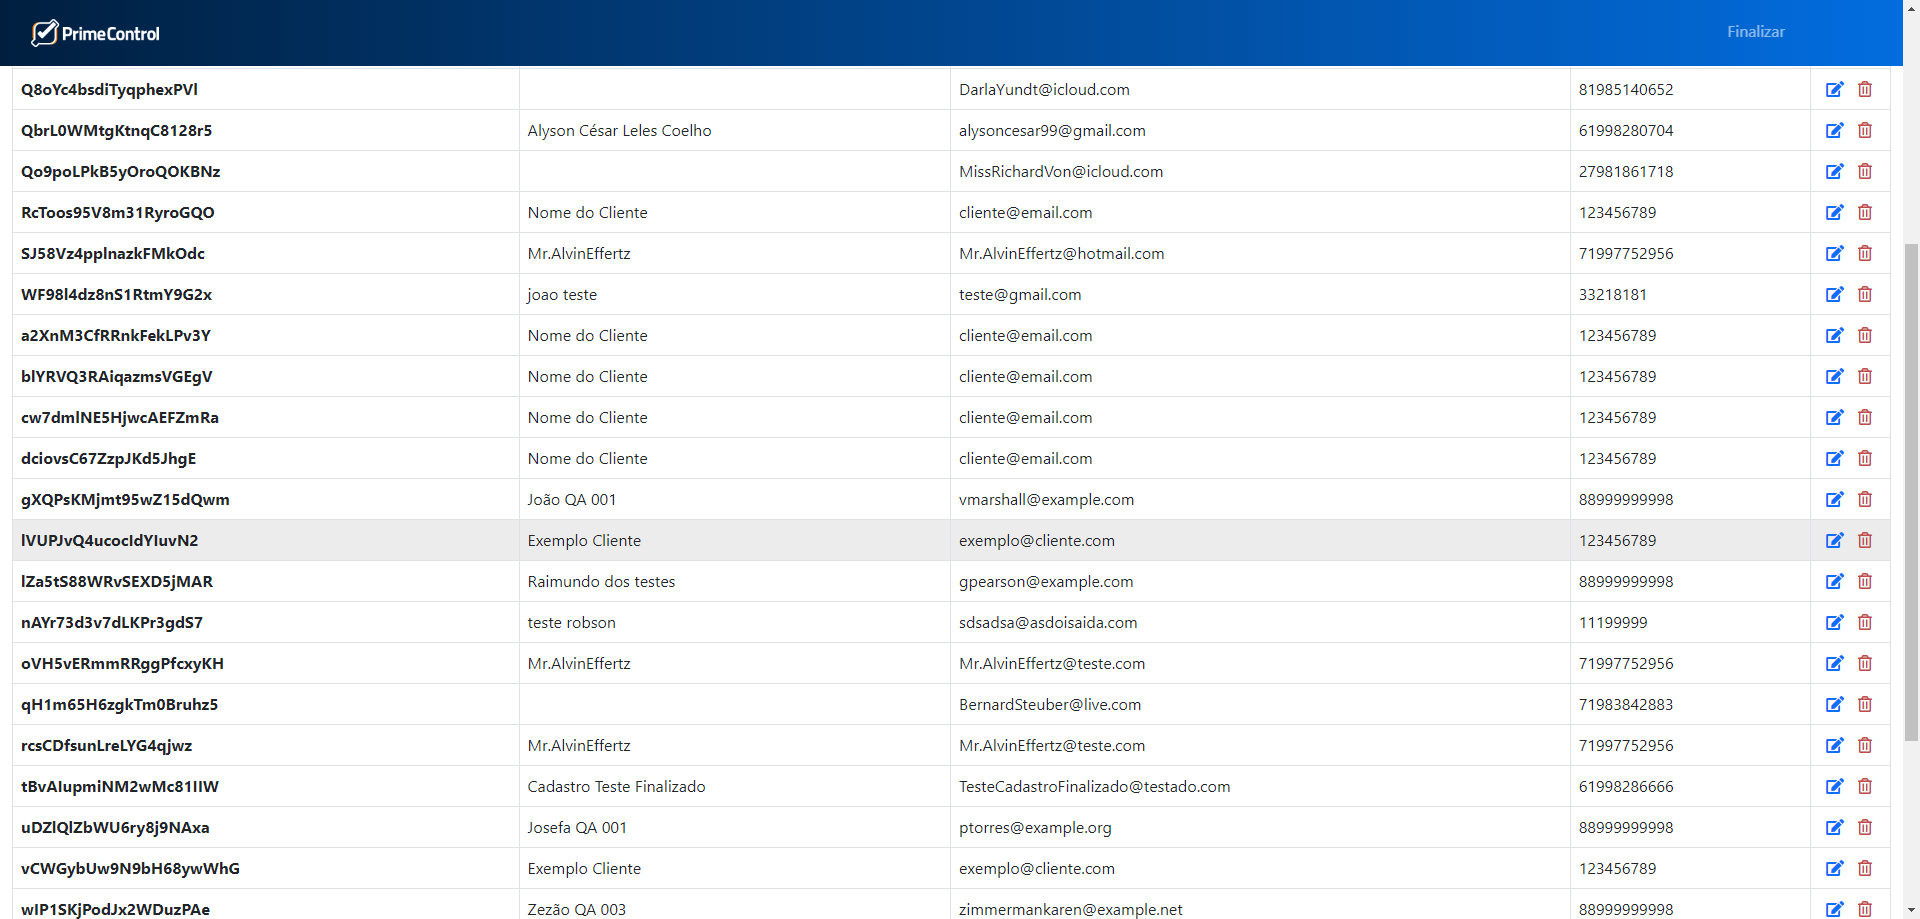 PrimeControl Finalizar
Q8oYc4bsdiTyqphexPVl DarlaYundt@icloud.com 81985140652
QbrL0WMtgKtnqC8128r5 Alyson César Leles Coelho alysoncesar99@gmail.com 61998280704
Qo9poLPkB5yOroQOKBNz MissRichardVon@icloud.com 27981861718
RcToos95V8m31RyroGQO Nome do Cliente cliente@email.com 123456789
SJ58Vz4pplnazkFMkOdc Mr.AlvinEffertz Mr.AlvinEffertz@hotmail.com 71997752956
WF98l4dz8nS1RtmY9G2x joao teste teste@gmail.com 33218181
a2XnM3CfRRnkFekLPv3Y Nome do Cliente cliente@email.com 123456789
blYRVQ3RAiqazmsVGEgV Nome do Cliente cliente@email.com 123456789
cw7dmlNE5HjwcAEFZmRa Nome do Cliente cliente@email.com 123456789
dciovsC67ZzpJKd5JhgE Nome do Cliente cliente@email.com 123456789
gXQPsKMjmt95wZ15dQwm João QA 001 vmarshall@example.com 88999999998
lVUPJvQ4ucocIdYIuvN2 Exemplo Cliente exemplo@cliente.com 123456789
lZa5tS88WRvSEXD5jMAR Raimundo dos testes gpearson@example.com 88999999998
nAYr73d3v7dLKPr3gdS7 teste robson sdsadsa@asdoisaida.com 11199999
oVH5vERmmRRggPfcxyKH Mr.AlvinEffertz Mr.AlvinEffertz@teste.com 71997752956
qH1m65H6zgkTm0Bruhz5 BernardSteuber@live.com 71983842883
rcsCDfsunLreLYG4qjwz Mr.AlvinEffertz Mr.AlvinEffertz@teste.com 71997752956
tBvAIupmiNM2wMc81IIW Cadastro Teste Finalizado TesteCadastroFinalizado@testado.com 61998286666
uDZlQlZbWU6ry8j9NAxa Josefa QA 001 ptorres@example.org 88999999998
vCWGybUw9N9bH68ywWhG Exemplo Cliente exemplo@cliente.com 123456789
wIP1SKjPodJx2WDuzPAe Zezão QA 003 zimmermankaren@example.net 88999999998